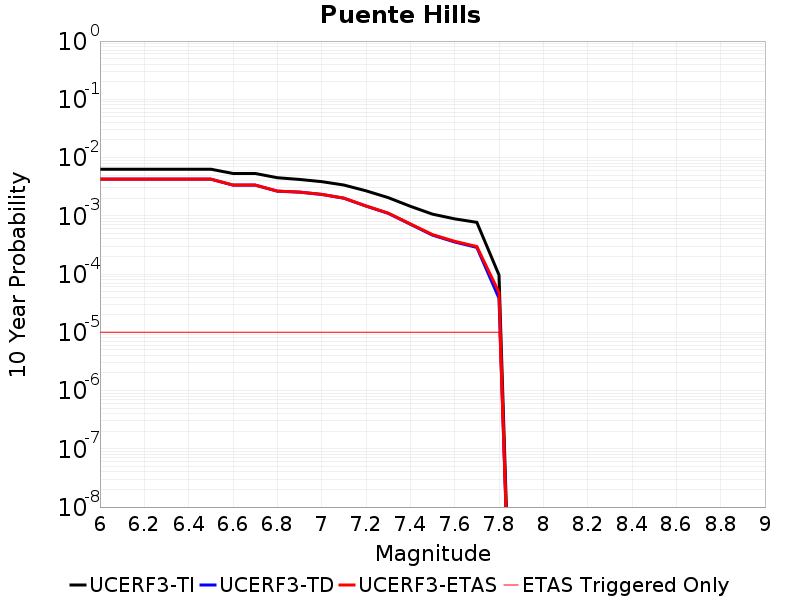 Puente Hills
10^0
10^-1
10^-2
10^-3
10^-4
10^-5
10^-6
10^-7
10^-8
10 Year Probability
6 6.2 6.4 6.6 6.8 7 7.2 7.4 7.6 7.8 8 8.2 8.4 8.6 8.8 9
Magnitude
UCERF3-TI UCERF3-TD UCERF3-ETAS ETAS Triggered Only